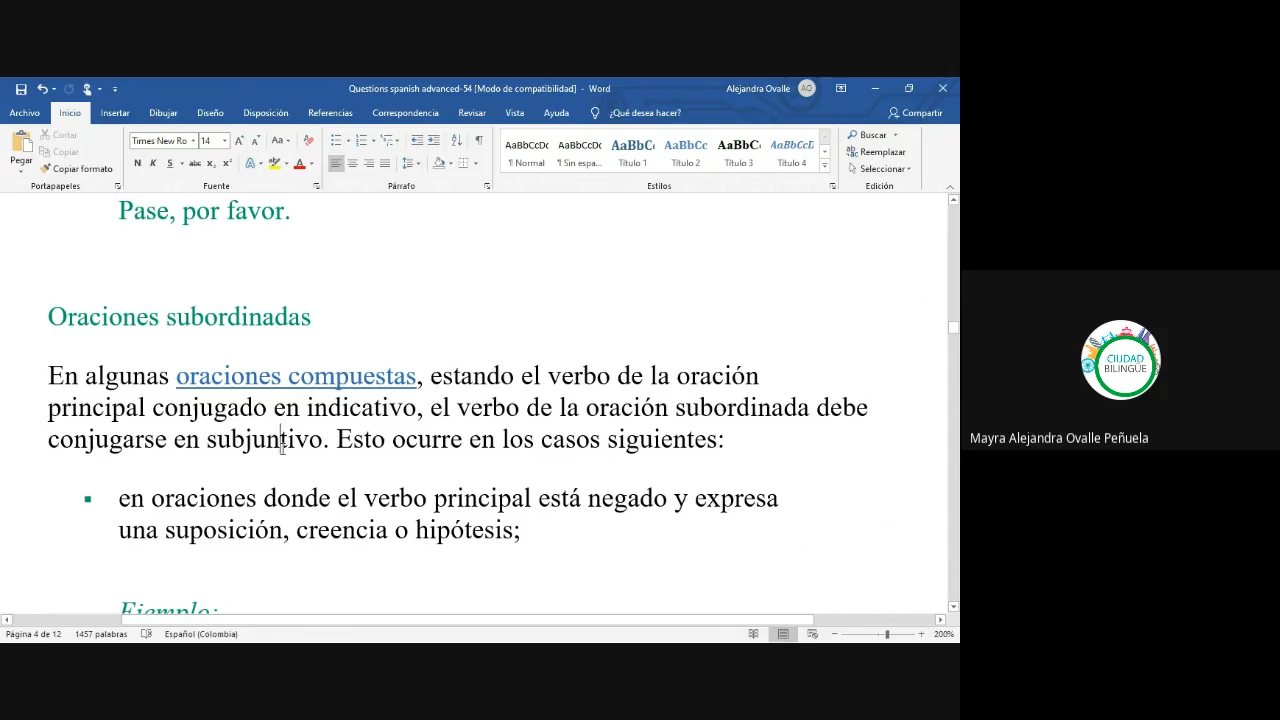 Questions spanish advanced-54 [Modo de compatibilidad] - Word
Alejandra Ovalle
AO
Archivo Inicio Insertar Dibujar Diseño Disposición Referencias Correspondencia Revisar Vista Ayuda ¿Qué desea hacer? Compartir
Pegar
Cortar
Copiar
Copiar formato
Portapapeles
Times New Ro 14
N K S abc x₂ x²
Fuente
Párrafo
AaBbCcDc AaBbCcDc AaBbC AaBbCc AaBbC AaBbCcD
¶ Normal ¶ Sin espa... Título 1 Título 2 Título 3 Título 4
Estilos
Buscar
Reemplazar
Seleccionar
Edición
Pase, por favor.
Oraciones subordinadas
En algunas oraciones compuestas, estando el verbo de la oración
principal conjugado en indicativo, el verbo de la oración subordinada debe
conjugarse en subjuntivo. Esto ocurre en los casos siguientes:
en oraciones donde el verbo principal está negado y expresa
una suposición, creencia o hipótesis;
Ejemplo:
Página 4 de 12 1457 palabras Español (Colombia) 200%
CIUDAD
BILINGÜE
Mayra Alejandra Ovalle Peñuela